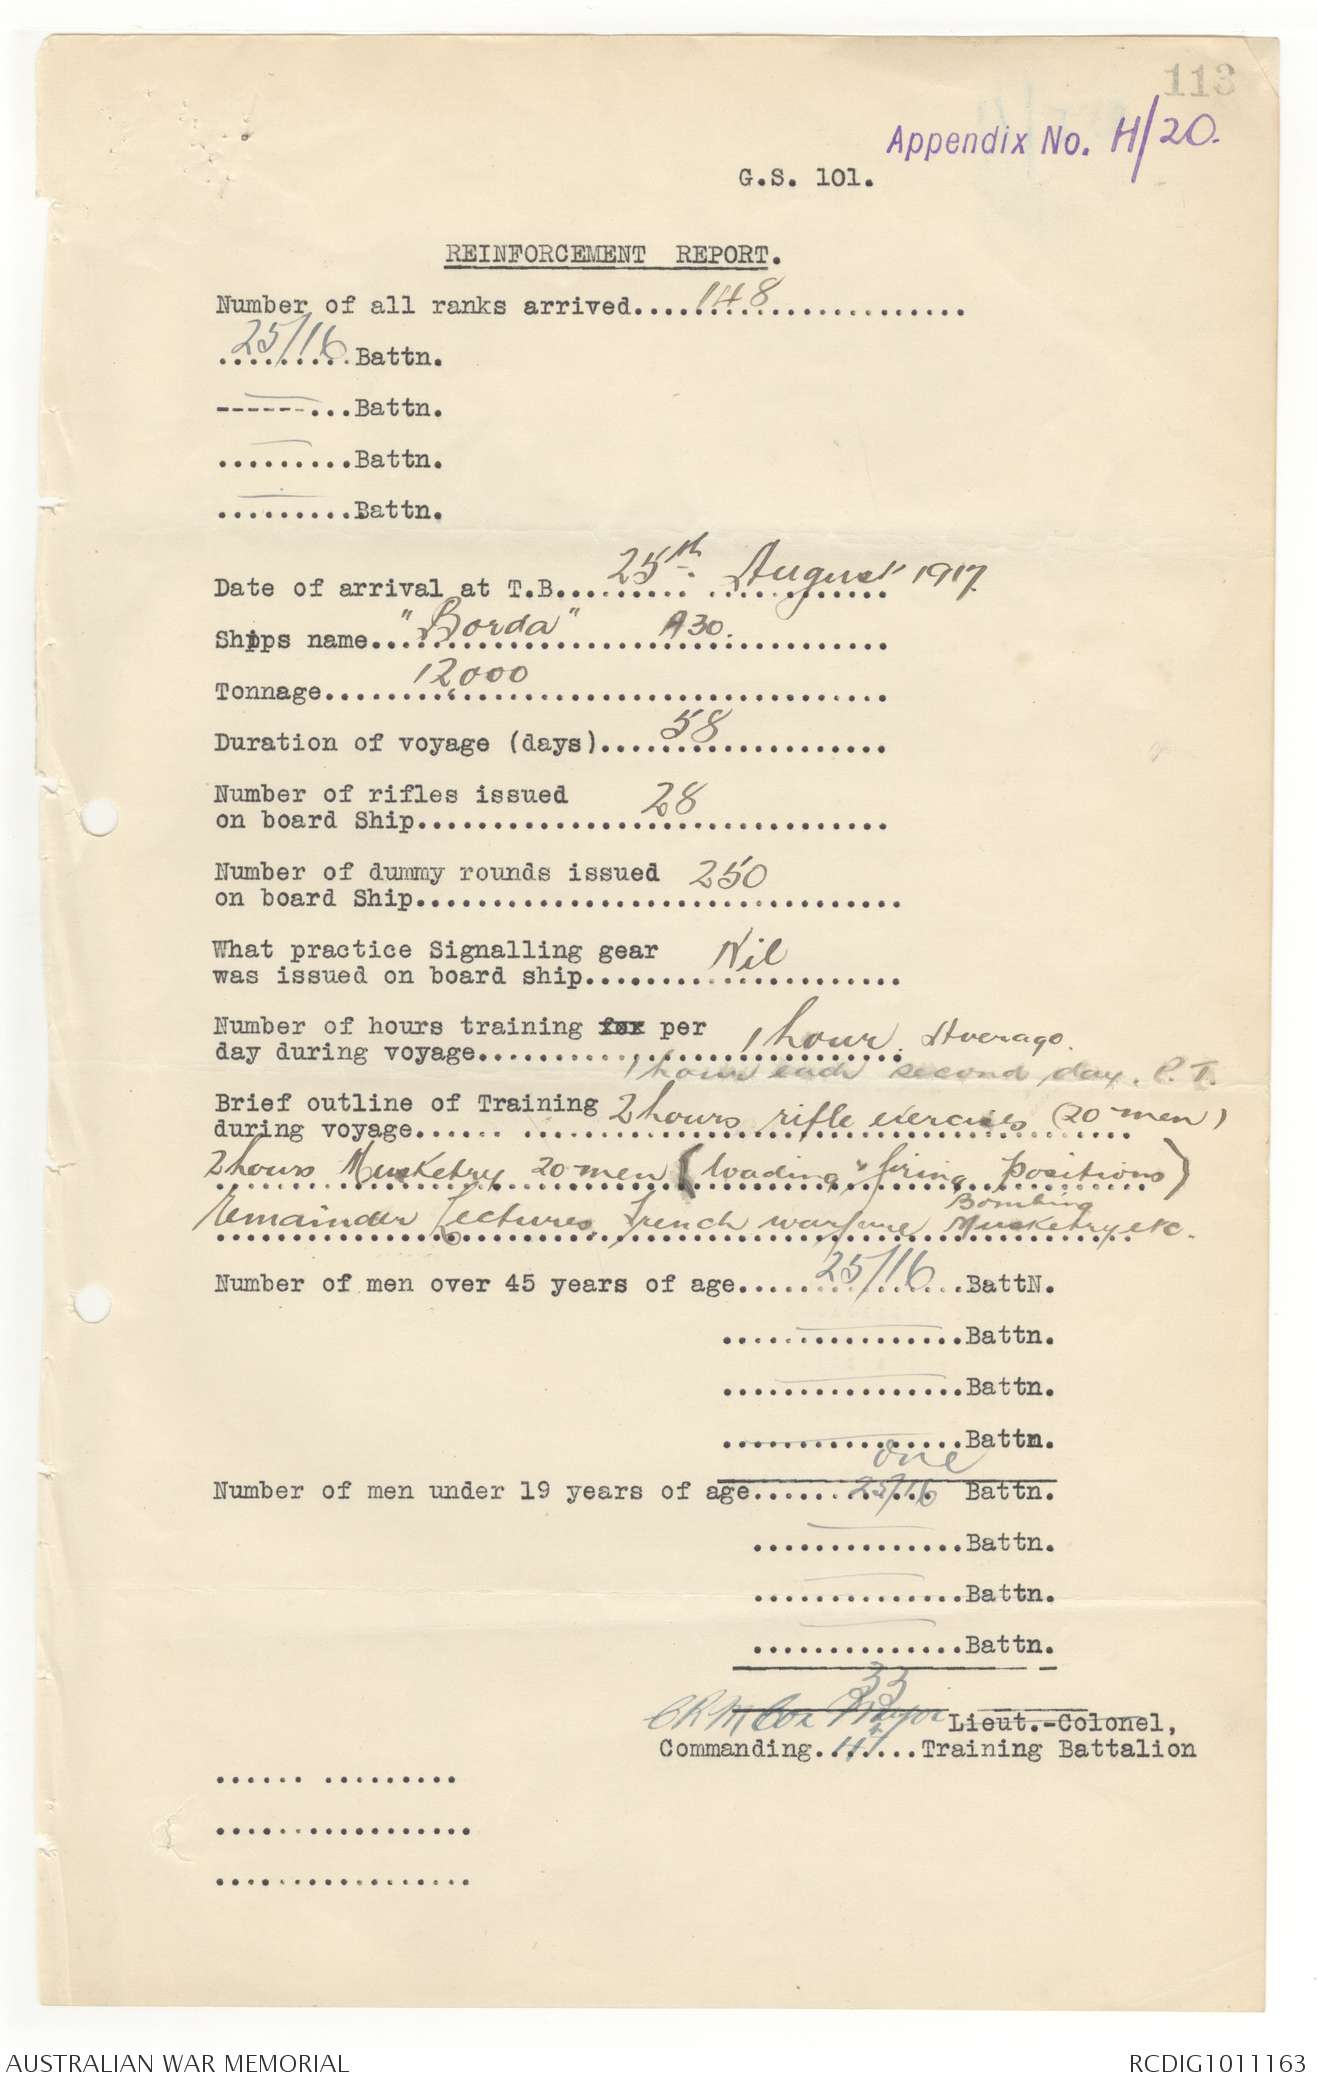 113
Appendix No. H/20.
G.S. 101.
REINFORCEMENT REPORT.
Number of all ranks arrived....148......................
25/16 .........Battn.
------...Battn.
.........Battn.
.........Battn.
Date of arrival at T.B. 25th. August 1917.
Ships name..."Borda" A30.
Tonnage.......12000
Duration of voyage (days)....58
Number of rifles issued 28
on board Ship...............................
Number of dummy rounds issued 250
on board Ship................................
What practice Signalling gear Nil
was issued on board ship.....................
Number of hours training for per 1 hour. Average.
day during voyage............................
1 hour each second day. P.T.
Brief outline of Training 2 hours rifle exercises (20 men)
during voyage...... ........................................
2 hours Musketry 20 men (loading & firing positions)
Remainder Lectures, Trench warfare Bombing Musketry etc.
Number of men over 45 years of age......25/16......BattN.
................Battn.
................Battn.
................Battn.
one
Number of men under 19 years of age.......25/16 Battn.
..............Battn.
..............Battn.
..............Battn.
33
Major Lieut.-Colonel,
Commanding.......Training Battalion
...... .........
.................
.................
AUSTRALIAN WAR MEMORIAL
RCDIG1011163